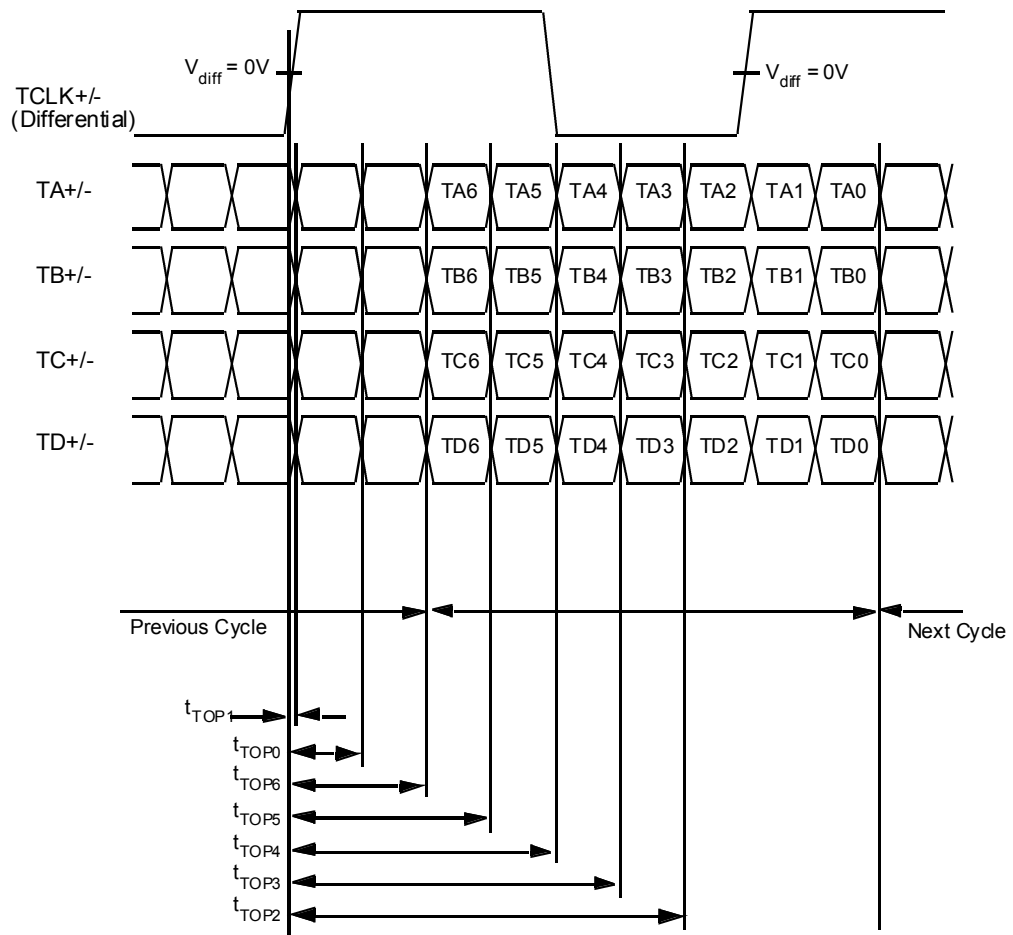 V_diff = 0V
V_diff = 0V
TCLK+/-
(Differential)
TA+/-
TA6 TA5 TA4 TA3 TA2 TA1 TA0
TB+/-
TB6 TB5 TB4 TB3 TB2 TB1 TB0
TC+/-
TC6 TC5 TC4 TC3 TC2 TC1 TC0
TD+/-
TD6 TD5 TD4 TD3 TD2 TD1 TD0
Previous Cycle
Next Cycle
t_TOP1
t_TOP0
t_TOP6
t_TOP5
t_TOP4
t_TOP3
t_TOP2